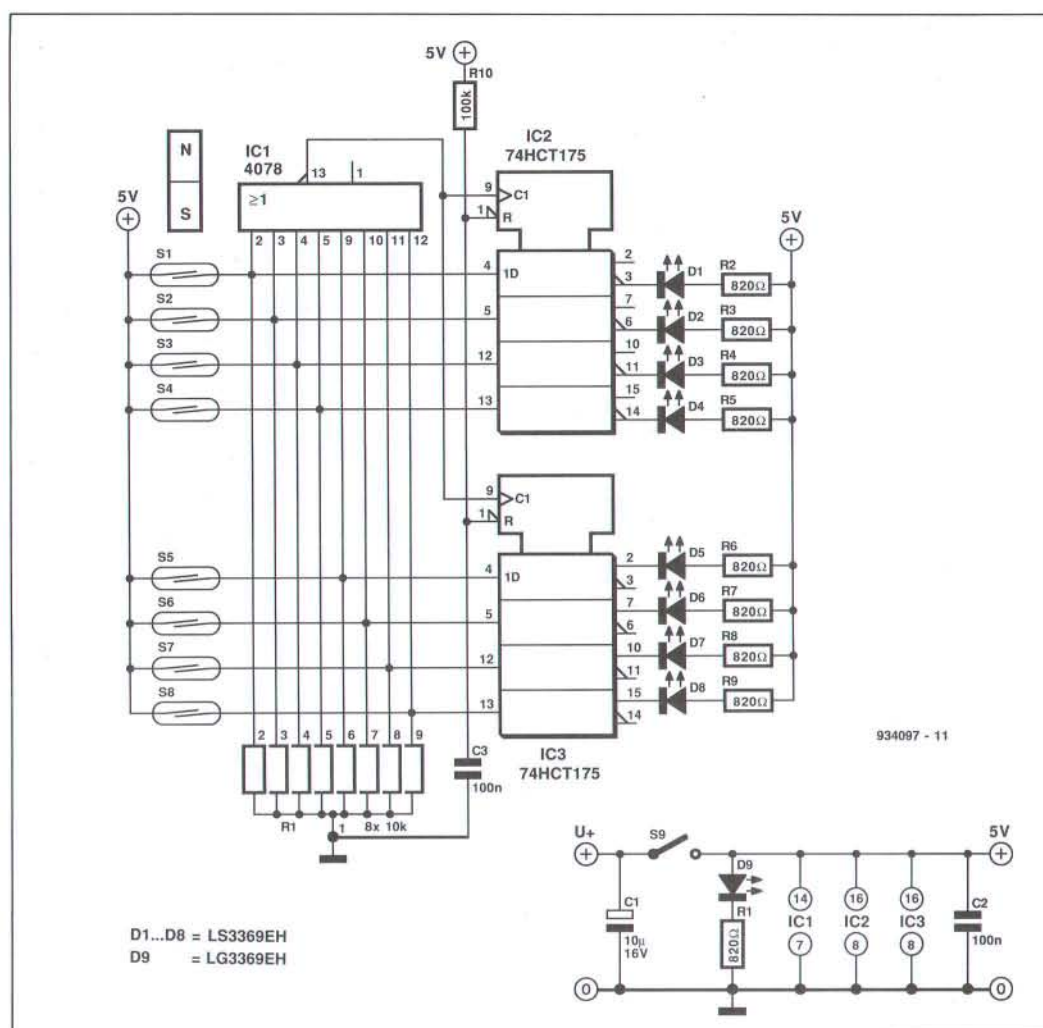 5V
R10
100k
N
S
IC1
4078
13
1
≥1
2 3 4 5 9 10 11 12
IC2
74HCT175
9
C1
1
R
5V
5V
S1
4
1D
2
3
D1
R2
820Ω
S2
5
7
6
D2
R3
820Ω
S3
12
10
11
D3
R4
820Ω
S4
13
15
14
D4
R5
820Ω
9
C1
1
R
S5
4
1D
2
3
D5
R6
820Ω
S6
5
7
6
D6
R7
820Ω
S7
12
10
11
D7
R8
820Ω
S8
13
15
14
D8
R9
820Ω
IC3
74HCT175
2 3 4 5 6 7 8 9
C3
100n
R1
1
8x 10k
934097 - 11
U+
S9
5V
C1
10µ
16V
D9
R1
820Ω
14
IC1
7
16
IC2
8
16
IC3
8
C2
100n
0
0
D1...D8 = LS3369EH
D9 = LG3369EH